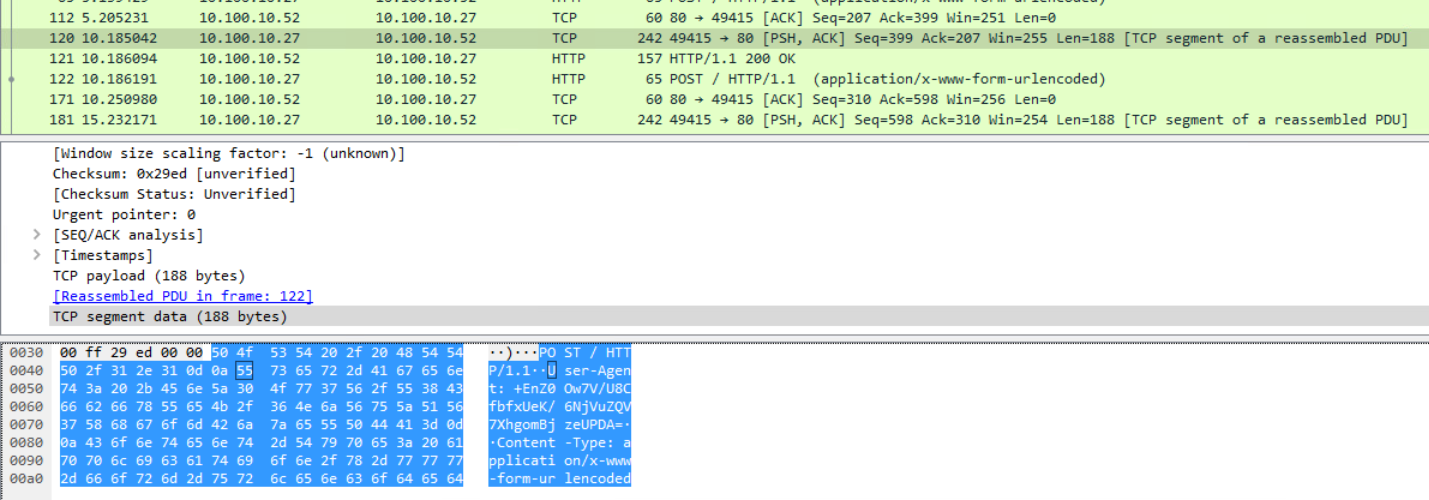 112 5.205231 10.100.10.52 10.100.10.27 TCP 60 80 → 49415 [ACK] Seq=207 Ack=399 Win=251 Len=0
120 10.185042 10.100.10.27 10.100.10.52 TCP 242 49415 → 80 [PSH, ACK] Seq=399 Ack=207 Win=255 Len=188 [TCP segment of a reassembled PDU]
121 10.186094 10.100.10.52 10.100.10.27 HTTP 157 HTTP/1.1 200 OK
122 10.186191 10.100.10.27 10.100.10.52 HTTP 65 POST / HTTP/1.1 (application/x-www-form-urlencoded)
171 10.250980 10.100.10.52 10.100.10.27 TCP 60 80 → 49415 [ACK] Seq=310 Ack=598 Win=256 Len=0
181 15.232171 10.100.10.27 10.100.10.52 TCP 242 49415 → 80 [PSH, ACK] Seq=598 Ack=310 Win=254 Len=188 [TCP segment of a reassembled PDU]
[Window size scaling factor: -1 (unknown)]
Checksum: 0x29ed [unverified]
[Checksum Status: Unverified]
Urgent pointer: 0
[SEQ/ACK analysis]
[Timestamps]
TCP payload (188 bytes)
[Reassembled PDU in frame: 122]
TCP segment data (188 bytes)
0030 00 ff 29 ed 00 00 50 4f 53 54 20 2f 20 48 54 54 ··)···PO ST / HTT
0040 50 2f 31 2e 31 0d 0a 55 73 65 72 2d 41 67 65 6e P/1.1··U ser-Agen
0050 74 3a 20 2b 45 6e 5a 30 4f 77 37 56 2f 55 38 43 t: +EnZ0 Ow7V/U8C
0060 66 62 66 78 55 65 4b 2f 36 4e 6a 56 75 5a 51 56 fbfxUeK/ 6NjVuZQV
0070 37 58 68 67 6f 6d 42 6a 7a 65 55 50 44 41 3d 0d 7XhgomBj zeUPDA=·
0080 0a 43 6f 6e 74 65 6e 74 2d 54 79 70 65 3a 20 61 ·Content -Type: a
0090 70 70 6c 69 63 61 74 69 6f 6e 2f 78 2d 77 77 77 pplicati on/x-www
00a0 2d 66 6f 72 6d 2d 75 72 6c 65 6e 63 6f 64 65 64 -form-ur lencoded